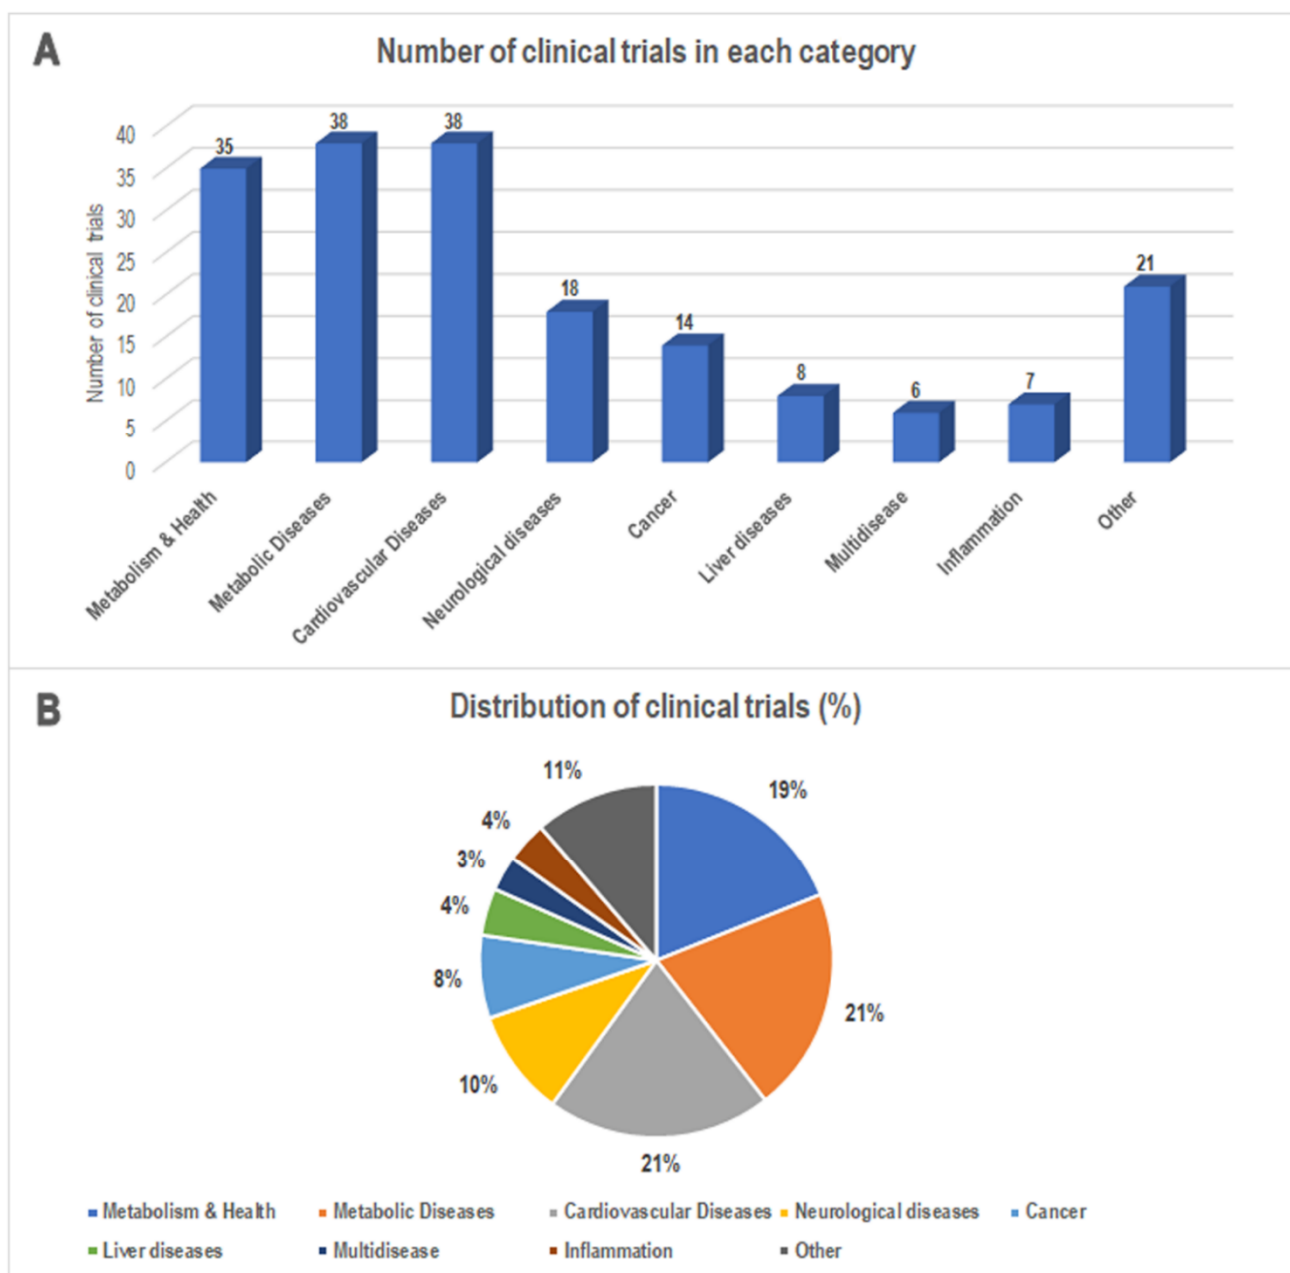 A
Number of clinical trials in each category
Number of clinical trials
40
35
30
25
20
15
10
5
0
35
38
38
18
14
8
6
7
21
Metabolism & Health
Metabolic Diseases
Cardiovascular Diseases
Neurological diseases
Cancer
Liver diseases
Multidisease
Inflammation
Other
B
Distribution of clinical trials (%)
19%
21%
21%
10%
8%
4%
3%
4%
11%
Metabolism & Health Metabolic Diseases Cardiovascular Diseases Neurological diseases Cancer
Liver diseases Multidisease Inflammation Other